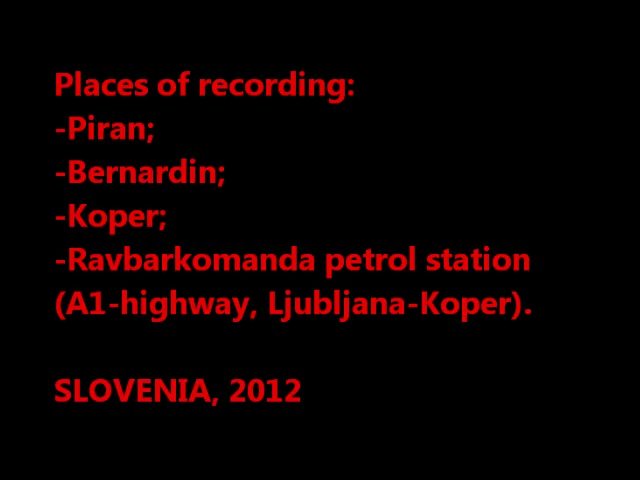 Places of recording:
-Piran;
-Bernardin;
-Koper;
-Ravbarkomanda petrol station
(A1-highway, Ljubljana-Koper).
SLOVENIA, 2012